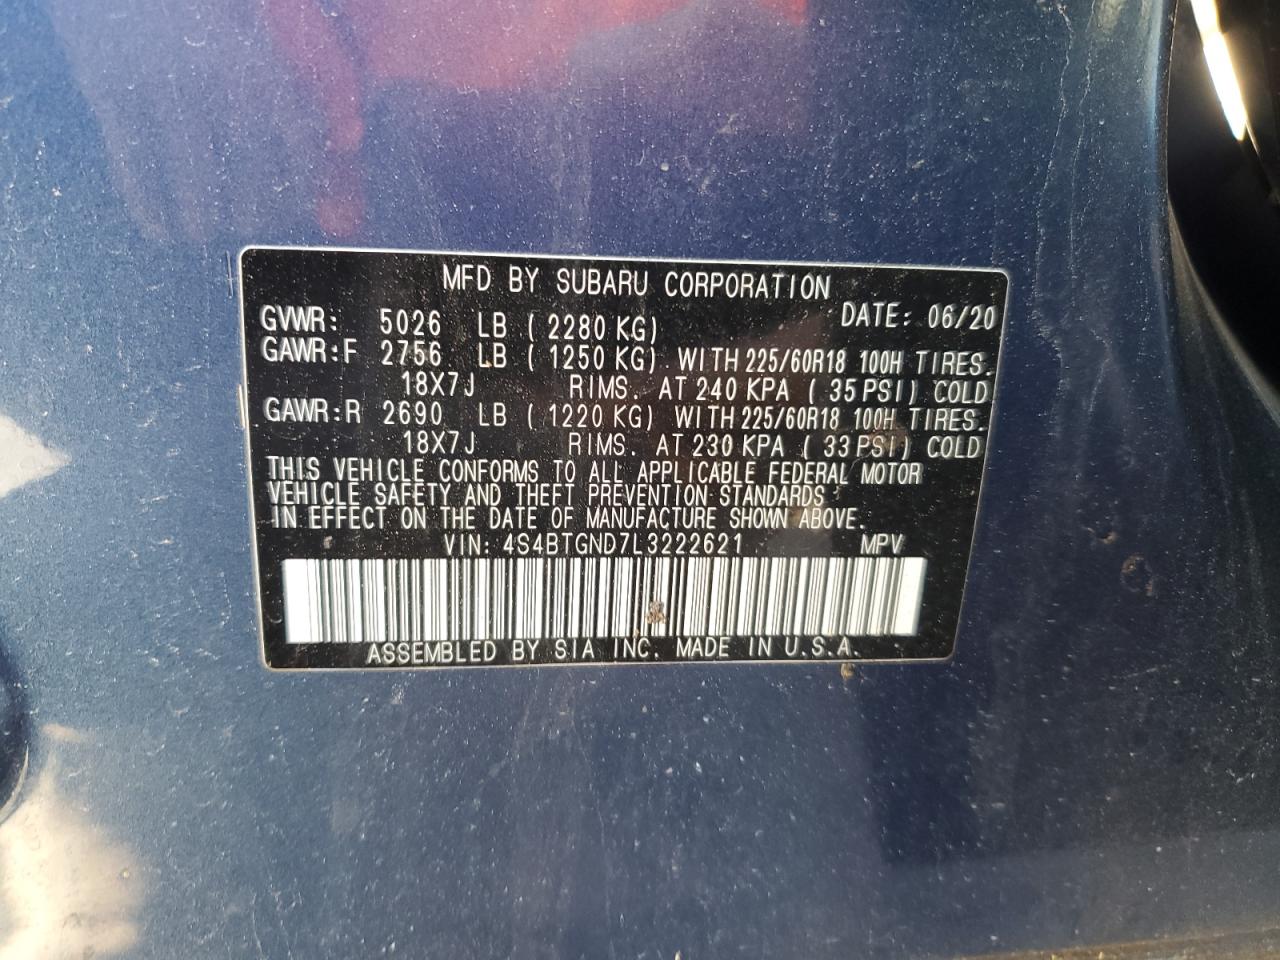 MFD BY SUBARU CORPORATION
GVWR: 5026 LB ( 2280 KG) DATE: 06/20
GAWR:F 2756 LB ( 1250 KG) WITH 225/60R18 100H TIRES.
18X7J RIMS. AT 240 KPA ( 35 PSI) COLD
GAWR:R 2690 LB ( 1220 KG) WITH 225/60R18 100H TIRES.
18X7J RIMS. AT 230 KPA ( 33 PSI) COLD
THIS VEHICLE CONFORMS TO ALL APPLICABLE FEDERAL MOTOR
VEHICLE SAFETY AND THEFT PREVENTION STANDARDS
IN EFFECT ON THE DATE OF MANUFACTURE SHOWN ABOVE.
VIN: 4S4BTGND7L3222621 MPV
ASSEMBLED BY SIA INC. MADE IN U.S.A.